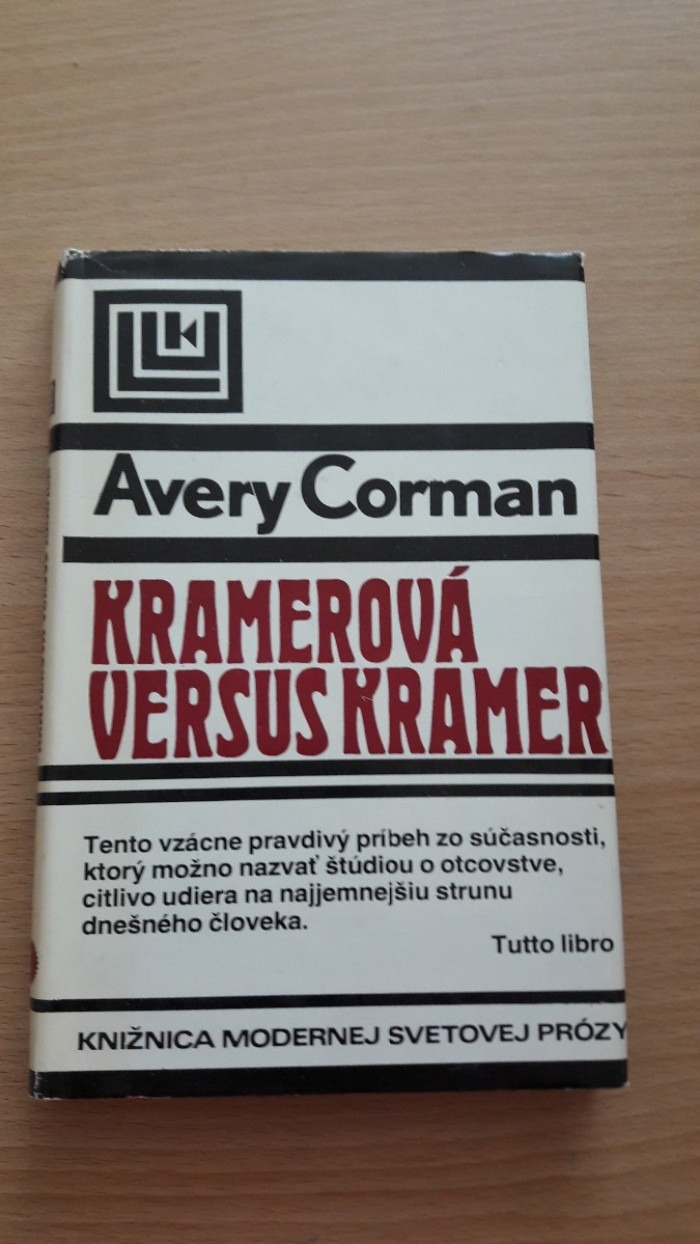 Avery Corman
KRAMEROVÁ
VERSUS KRAMER
Tento vzácne pravdivý príbeh zo súčasnosti,
ktorý možno nazvať štúdiou o otcovstve,
citlivo udiera na najjemnejšiu strunu
dnešného človeka.
Tutto libro
KNIŽNICA MODERNEJ SVETOVEJ PRÓZY